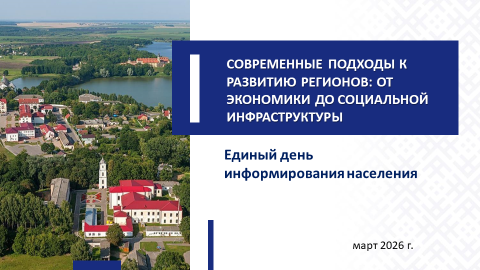 СОВРЕМЕННЫЕ ПОДХОДЫ К
РАЗВИТИЮ РЕГИОНОВ: ОТ
ЭКОНОМИКИ ДО СОЦИАЛЬНОЙ
ИНФРАСТРУКТУРЫ
Единый день
информирования населения
март 2026 г.